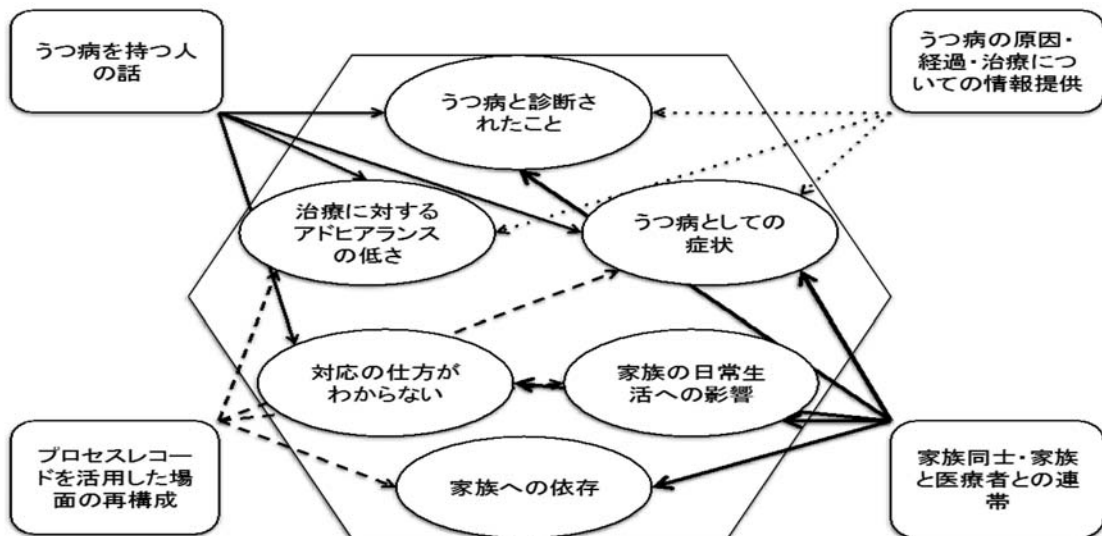 うつ病を持つ人
の話
うつ病の原因・
経過・治療につ
いての情報提供
うつ病と診断さ
れたこと
治療に対する
アドヒアランス
の低さ
うつ病としての
症状
対応の仕方が
わからない
家族の日常生
活への影響
プロセスレコー
ドを活用した場
面の再構成
家族への依存
家族同士・家族
と医療者との連
帯